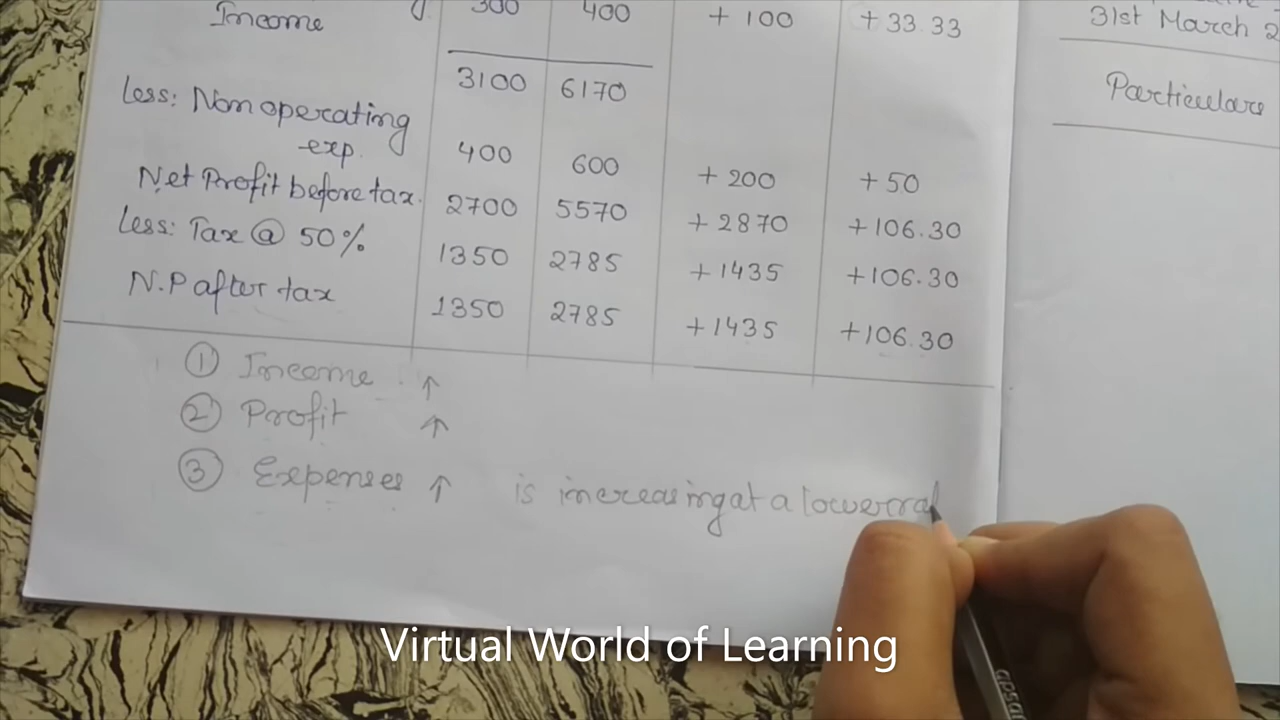 Income 300 400 + 100 + 33.33
3100 6170
Less: Non operating
exp. 400 600 + 200 + 50
Net Profit before tax. 2700 5570 + 2870 + 106.30
Less: Tax @ 50% 1350 2785 + 1435 + 106.30
N.P after tax 1350 2785 + 1435 + 106.30
① Income ↑
② Profit ↑
③ Expenses ↑ is increasing at a lower ra
31st March 2
Particulars
apsar
Virtual World of Learning